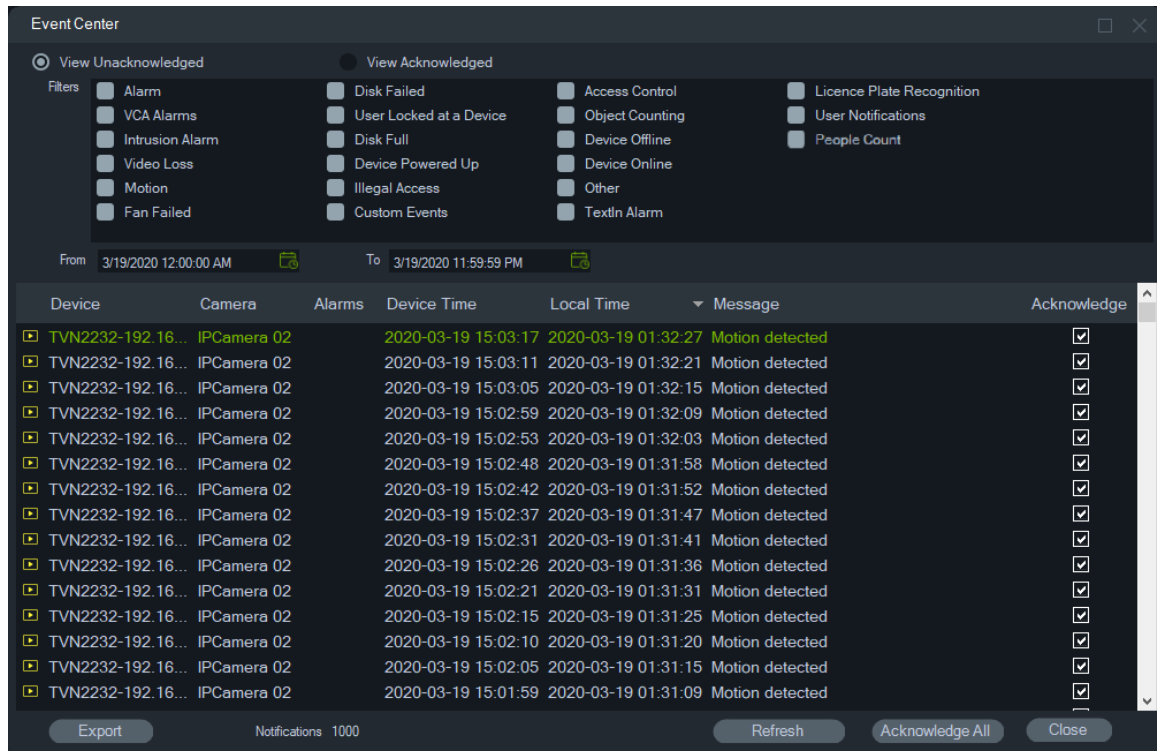 Event Center
View Unacknowledged View Acknowledged
Filters Alarm Disk Failed Access Control Licence Plate Recognition
VCA Alarms User Locked at a Device Object Counting User Notifications
Intrusion Alarm Disk Full Device Offline People Count
Video Loss Device Powered Up Device Online
Motion Illegal Access Other
Fan Failed Custom Events TextIn Alarm
From 3/19/2020 12:00:00 AM To 3/19/2020 11:59:59 PM
Device Camera Alarms Device Time Local Time Message Acknowledge
TVN2232-192.16... IPCamera 02 2020-03-19 15:03:17 2020-03-19 01:32:27 Motion detected
TVN2232-192.16... IPCamera 02 2020-03-19 15:03:11 2020-03-19 01:32:21 Motion detected
TVN2232-192.16... IPCamera 02 2020-03-19 15:03:05 2020-03-19 01:32:15 Motion detected
TVN2232-192.16... IPCamera 02 2020-03-19 15:02:59 2020-03-19 01:32:09 Motion detected
TVN2232-192.16... IPCamera 02 2020-03-19 15:02:53 2020-03-19 01:32:03 Motion detected
TVN2232-192.16... IPCamera 02 2020-03-19 15:02:48 2020-03-19 01:31:58 Motion detected
TVN2232-192.16... IPCamera 02 2020-03-19 15:02:42 2020-03-19 01:31:52 Motion detected
TVN2232-192.16... IPCamera 02 2020-03-19 15:02:37 2020-03-19 01:31:47 Motion detected
TVN2232-192.16... IPCamera 02 2020-03-19 15:02:31 2020-03-19 01:31:41 Motion detected
TVN2232-192.16... IPCamera 02 2020-03-19 15:02:26 2020-03-19 01:31:36 Motion detected
TVN2232-192.16... IPCamera 02 2020-03-19 15:02:21 2020-03-19 01:31:31 Motion detected
TVN2232-192.16... IPCamera 02 2020-03-19 15:02:15 2020-03-19 01:31:25 Motion detected
TVN2232-192.16... IPCamera 02 2020-03-19 15:02:10 2020-03-19 01:31:20 Motion detected
TVN2232-192.16... IPCamera 02 2020-03-19 15:02:05 2020-03-19 01:31:15 Motion detected
TVN2232-192.16... IPCamera 02 2020-03-19 15:01:59 2020-03-19 01:31:09 Motion detected
Export Notifications 1000 Refresh Acknowledge All Close